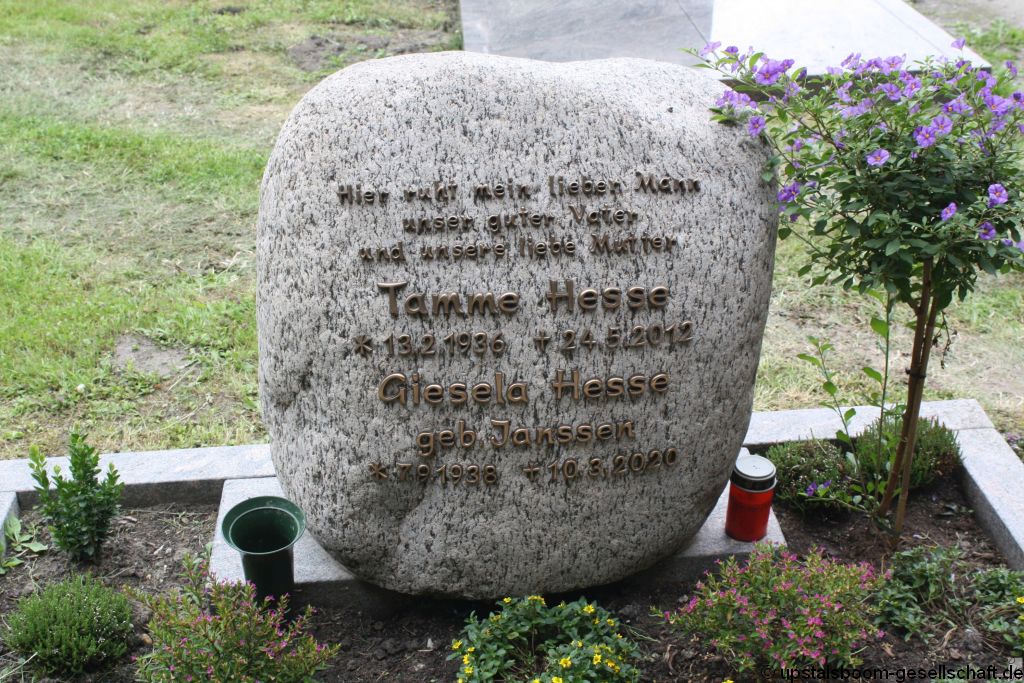 Hier ruht mein lieben Mann
unser guter Vater
und unsere liebe Mutter
Tamme Hesse
* 13.2.1936 † 24.5.2012
Giesela Hesse
geb. Janssen
* 7.9.1938 † 10.3.2020
© upstalsboom-gesellschaft.de